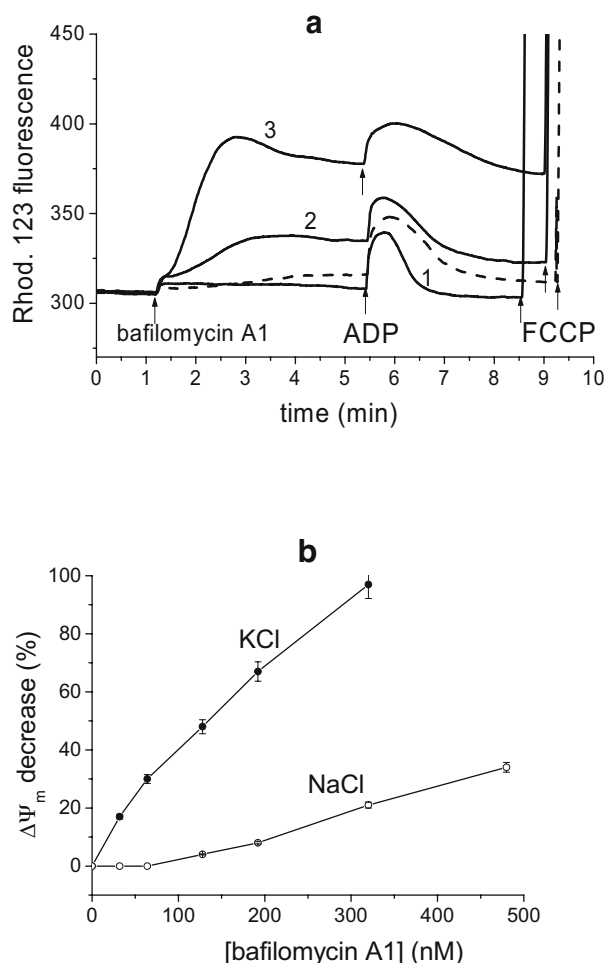 a
Rhod. 123 fluorescence
450
400
350
300
3
2
1
bafilomycin A1
ADP
FCCP
0 1 2 3 4 5 6 7 8 9 10
time (min)
b
ΔΨm decrease (%)
100
80
60
40
20
0
KCl
NaCl
0 100 200 300 400 500
[bafilomycin A1] (nM)